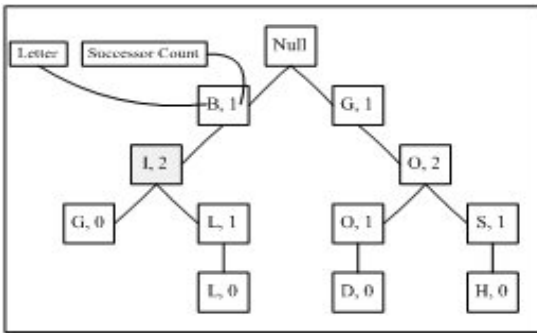 Null
Letter
Successor Count
B, 1
G, 1
I, 2
O, 2
G, 0
L, 1
O, 1
S, 1
L, 0
D, 0
H, 0